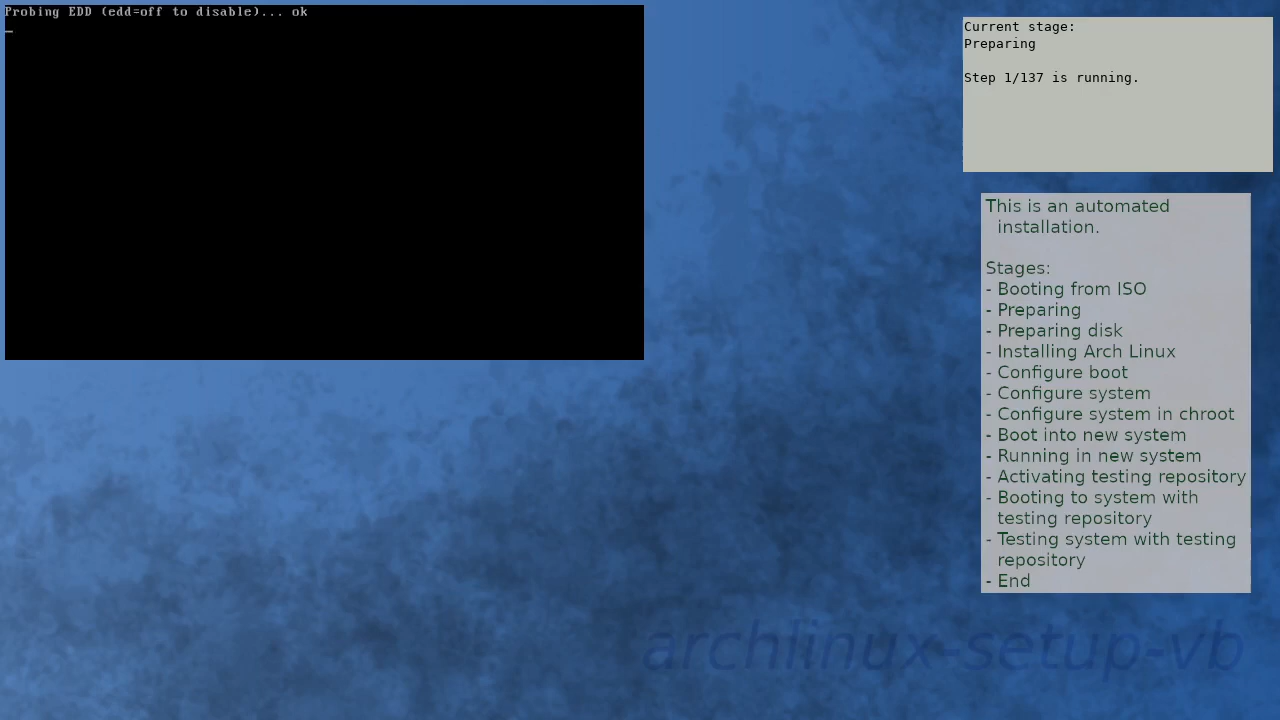 Probing EDD (edd=off to disable)... ok
_
Current stage:
Preparing
Step 1/137 is running.
This is an automated
installation.
Stages:
- Booting from ISO
- Preparing
- Preparing disk
- Installing Arch Linux
- Configure boot
- Configure system
- Configure system in chroot
- Boot into new system
- Running in new system
- Activating testing repository
- Booting to system with
testing repository
- Testing system with testing
repository
- End
archlinux-setup-vb